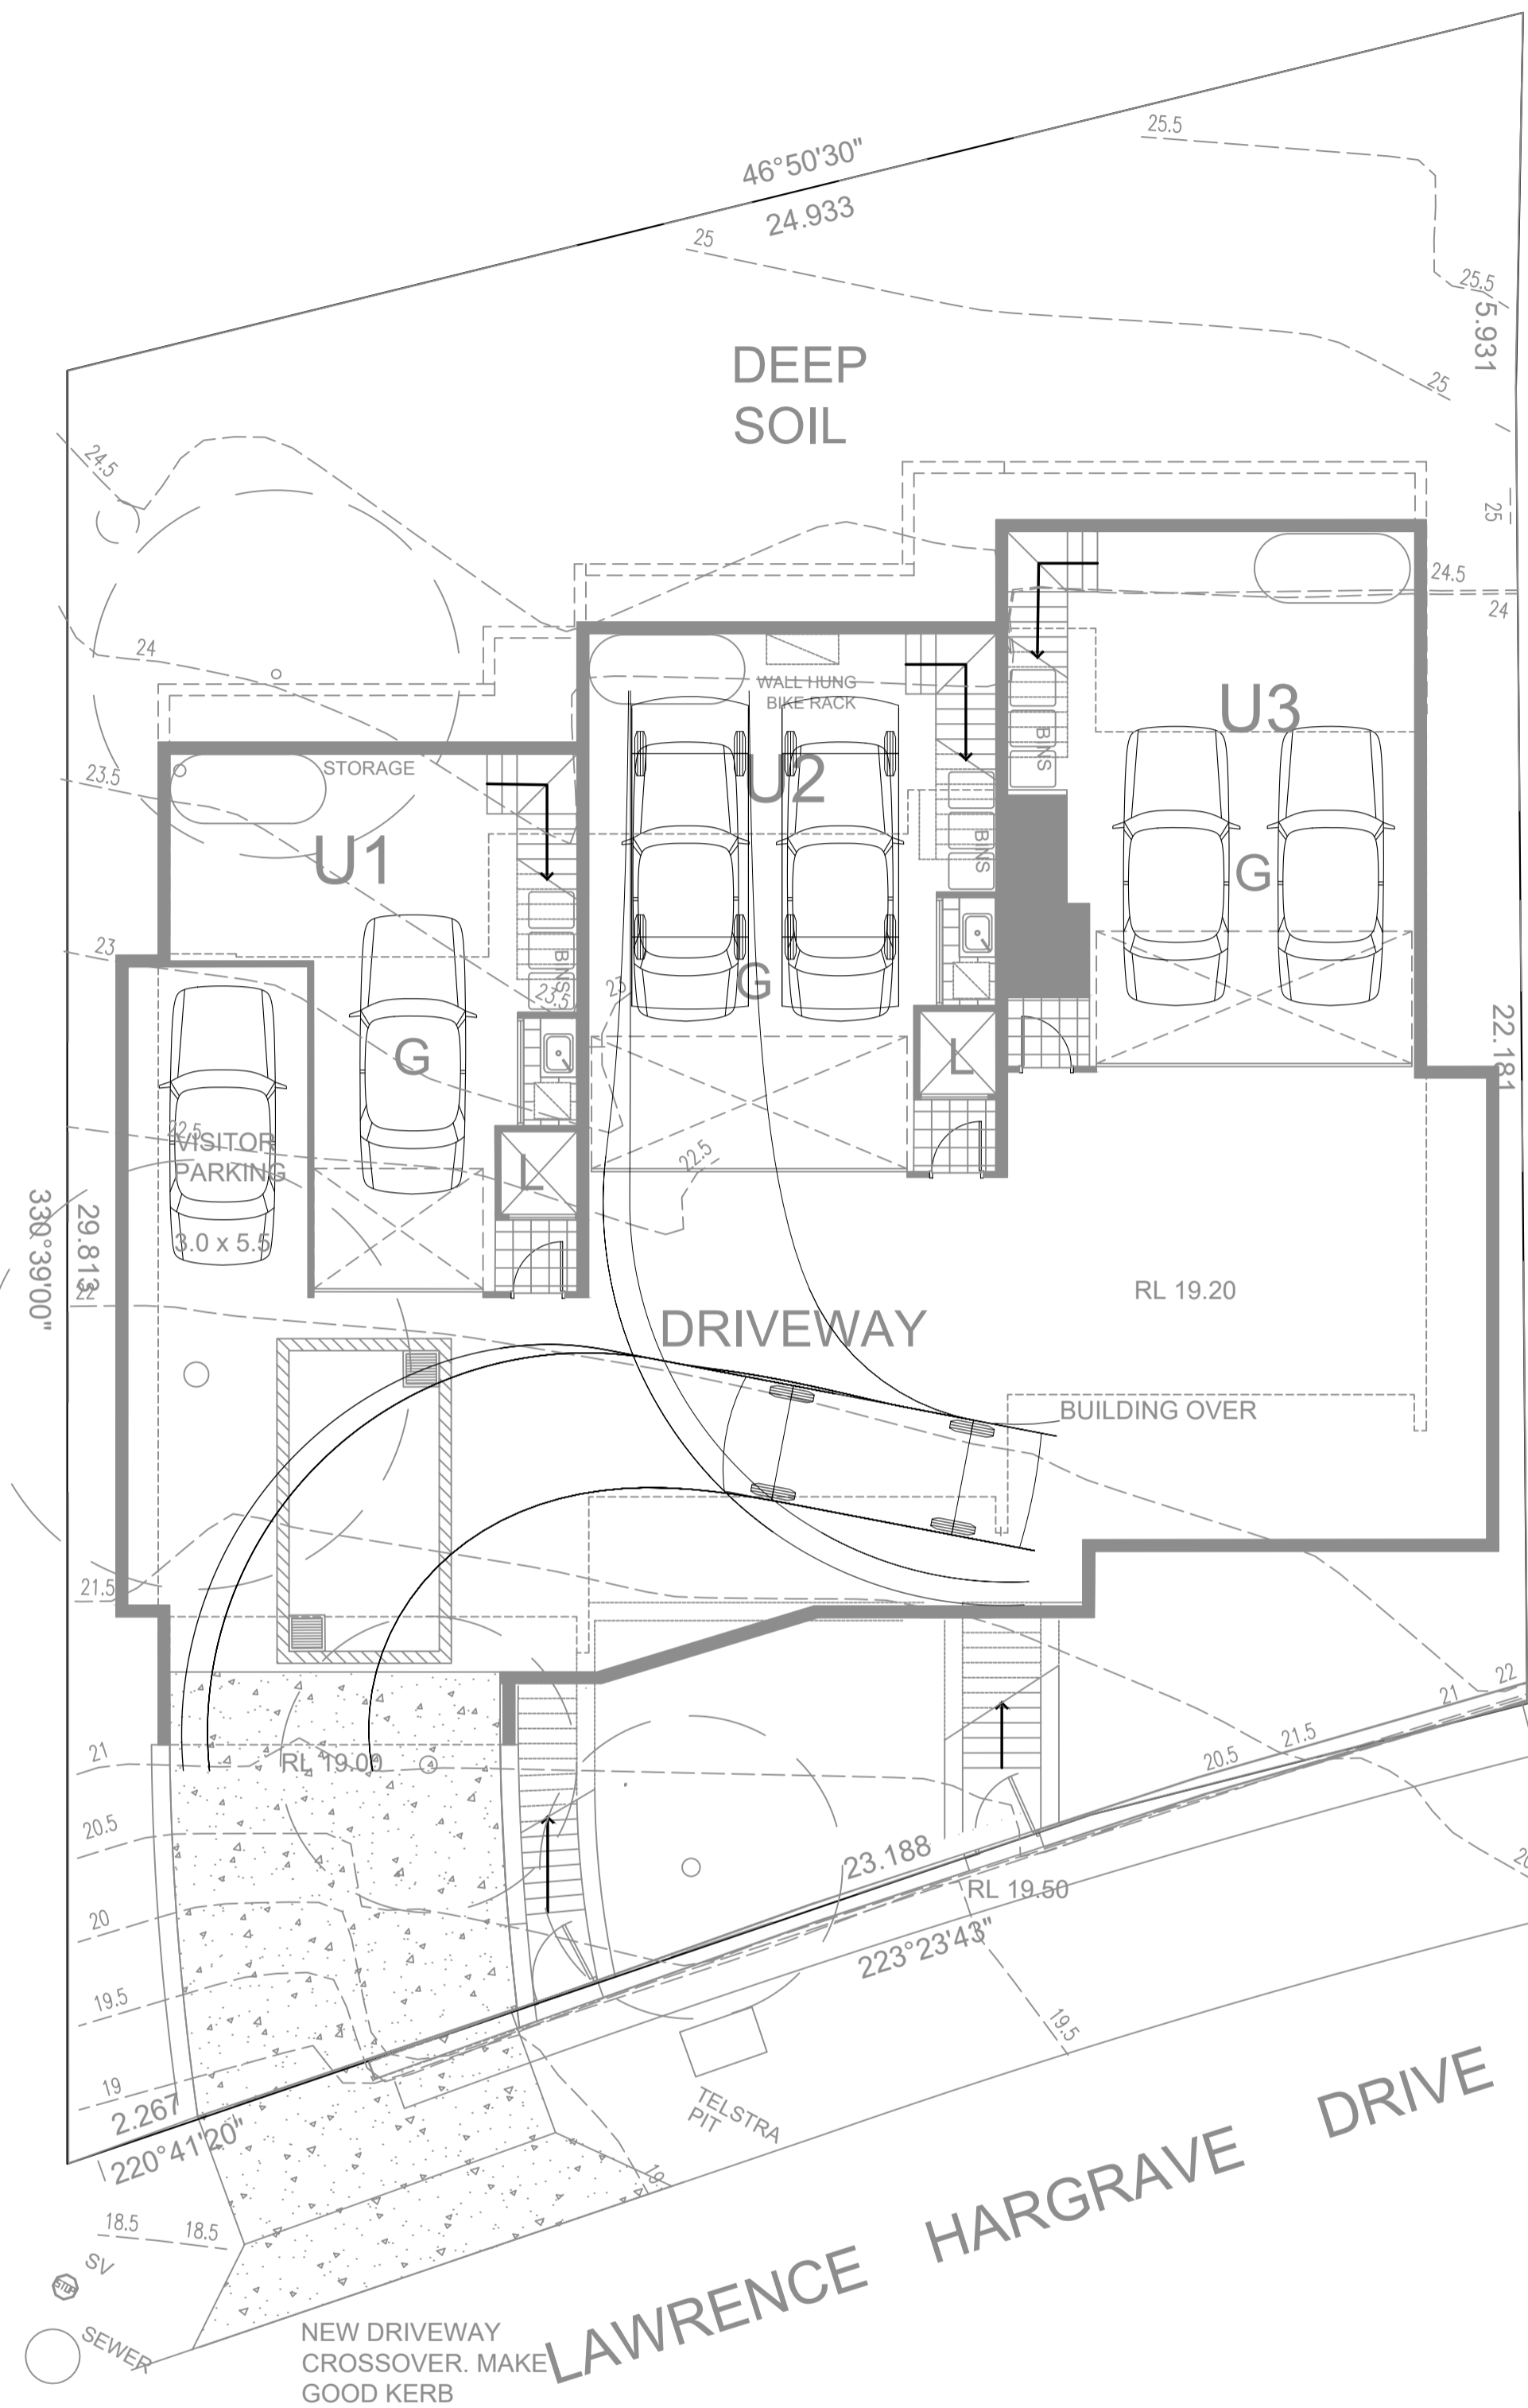 46°50'30"
24.933
25.5
25
25.5
5.931
DEEP
SOIL
25
24.5
25
24.5
24
24
WALL HUNG
BIKE RACK
U3
BINS
STORAGE
23.5
U2
U1
BINS
G
23
BINS
23.5
23
G
G
L
22.181
22.5
VISITOR
PARKING
22.5
L
3.0 x 5.5
330°39'00"
29.813
22
RL 19.20
DRIVEWAY
BUILDING OVER
21.5
22
21
21.5
20.5
21
RL 19.00
20.5
23.188
RL 19.50
20
223°23'43"
19.5
19.5
19
2.267
220°41'20"
TELSTRA
PIT
19
18.5
18.5
SV
SEWER
LAWRENCE HARGRAVE DRIVE
NEW DRIVEWAY
CROSSOVER. MAKE
GOOD KERB